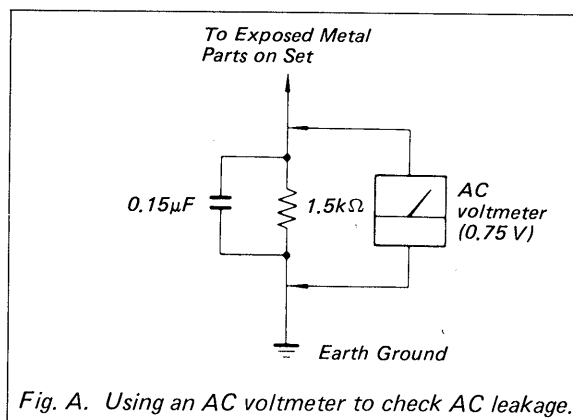 To Exposed Metal
Parts on Set
0.15µF
1.5kΩ
AC
voltmeter
(0.75 V)
Earth Ground
Fig. A. Using an AC voltmeter to check AC leakage.